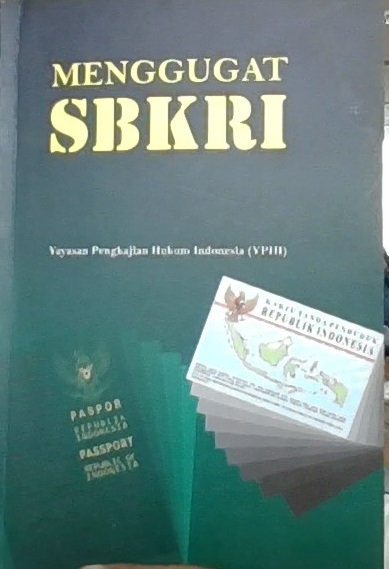 MENGGUGAT
SBKRI
Yayasan Pengkajian Hukum Indonesia (YPHI)
KARTU TANDA PENDUDUK
REPUBLIK INDONESIA
PASPOR
REPUBLIK
INDONESIA
PASSPORT
REPUBLIC OF
INDONESIA